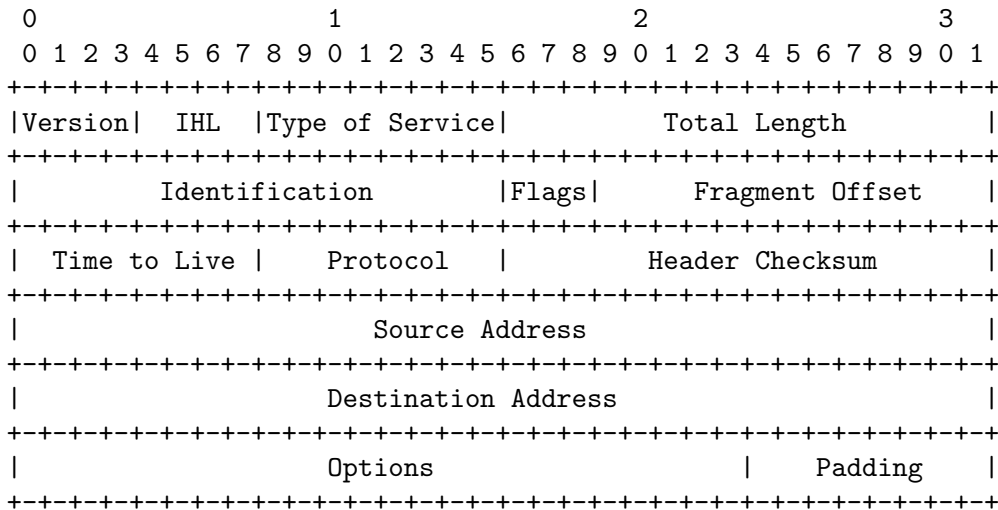 0                   1                   2                   3
 0 1 2 3 4 5 6 7 8 9 0 1 2 3 4 5 6 7 8 9 0 1 2 3 4 5 6 7 8 9 0 1
+-+-+-+-+-+-+-+-+-+-+-+-+-+-+-+-+-+-+-+-+-+-+-+-+-+-+-+-+-+-+-+-+
|Version|  IHL  |Type of Service|          Total Length         |
+-+-+-+-+-+-+-+-+-+-+-+-+-+-+-+-+-+-+-+-+-+-+-+-+-+-+-+-+-+-+-+-+
|         Identification        |Flags|      Fragment Offset    |
+-+-+-+-+-+-+-+-+-+-+-+-+-+-+-+-+-+-+-+-+-+-+-+-+-+-+-+-+-+-+-+-+
|  Time to Live |    Protocol   |         Header Checksum       |
+-+-+-+-+-+-+-+-+-+-+-+-+-+-+-+-+-+-+-+-+-+-+-+-+-+-+-+-+-+-+-+-+
|                       Source Address                          |
+-+-+-+-+-+-+-+-+-+-+-+-+-+-+-+-+-+-+-+-+-+-+-+-+-+-+-+-+-+-+-+-+
|                    Destination Address                        |
+-+-+-+-+-+-+-+-+-+-+-+-+-+-+-+-+-+-+-+-+-+-+-+-+-+-+-+-+-+-+-+-+
|                    Options                    |    Padding    |
+-+-+-+-+-+-+-+-+-+-+-+-+-+-+-+-+-+-+-+-+-+-+-+-+-+-+-+-+-+-+-+-+